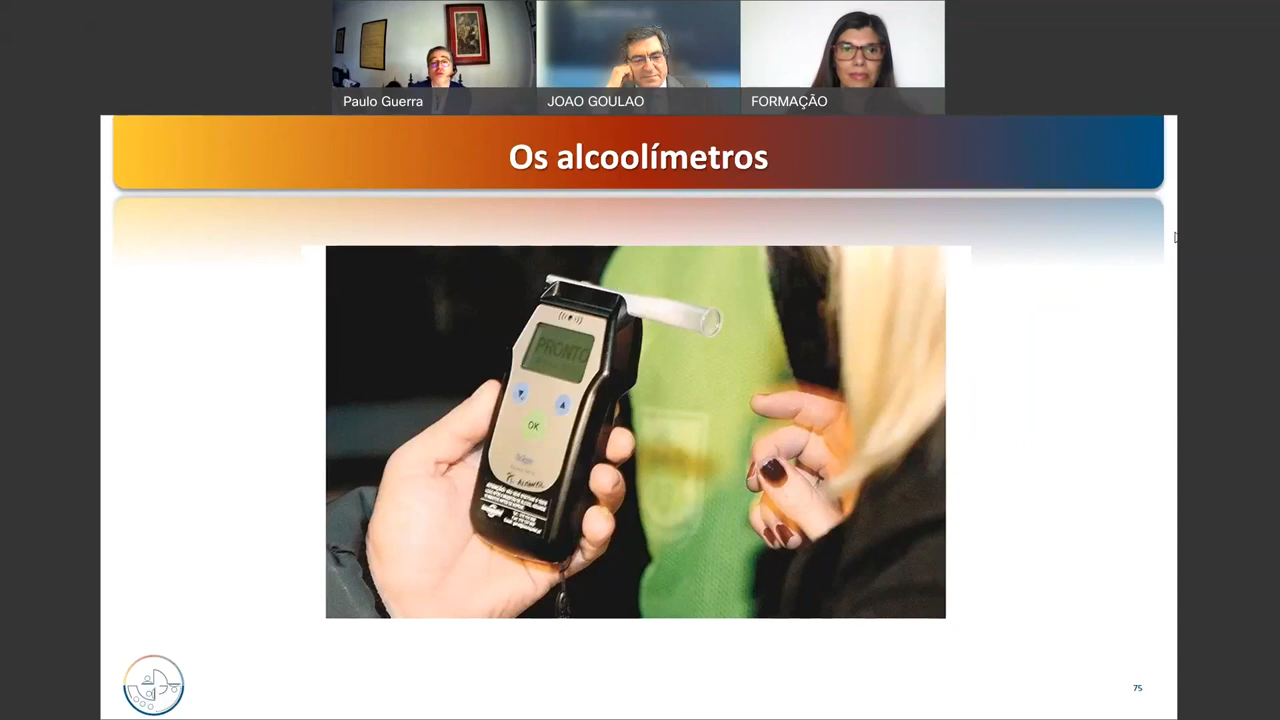 Paulo Guerra
JOAO GOULAO
FORMAÇÃO
Os alcoolímetros
PRONTO
OK
75